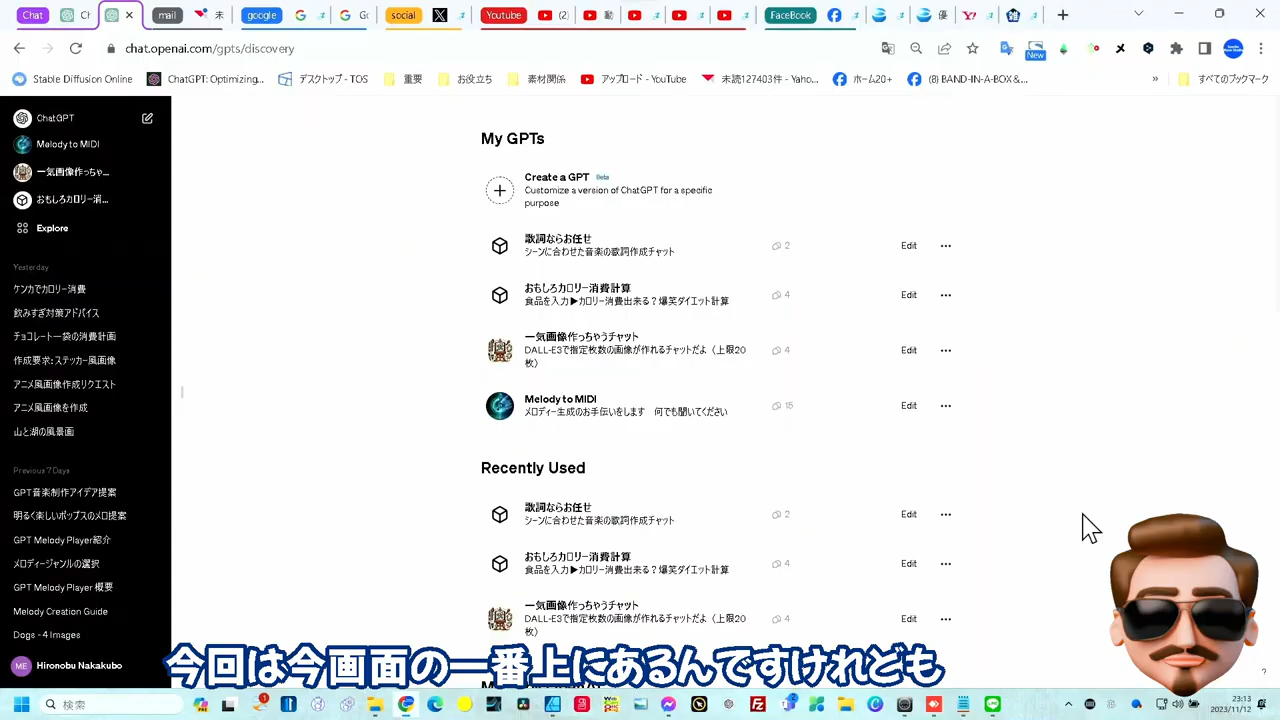 Chat
mail
未
google
G
social
Youtube
(2)
動
FaceBook
優
chat.openai.com/gpts/discovery
New
Stable Diffusion Online
ChatGPT: Optimizing...
デスクトップ - TOS
重要
お役立ち
素材関係
アップロード - YouTube
未読127403件 - Yaho...
ホーム20+
(8) BAND-IN-A-BOX &...
»
すべてのブックマーク
ChatGPT
Melody to MIDI
一気画像作っちゃ...
おもしろカロリー消...
Explore
Yesterday
ケンカでカロリー消費
飲みすぎ対策アドバイス
チョコレート一袋の消費計画
作成要求:ステッカー風画像
アニメ風画像作成リクエスト
アニメ風画像を作成
山と湖の風景画
Previous 7 Days
GPT音楽制作アイデア提案
明るく楽しいポップスのメロ提案
GPT Melody Player紹介
メロディージャンルの選択
GPT Melody Player 概要
Melody Creation Guide
Dogs - 4 Images
ME
Hironobu Nakakubo
My GPTs
Create a GPT Beta
Customize a version of ChatGPT for a specific
purpose
歌詞ならお任せ
シーンに合わせた音楽の歌詞作成チャット
2
Edit
おもしろカロリー消費計算
食品を入力▶カロリー消費出来る?爆笑ダイエット計算
4
Edit
一気画像作っちゃうチャット
DALL-E3で指定枚数の画像が作れるチャットだよ（上限20
枚）
4
Edit
Melody to MIDI
メロディー生成のお手伝いをします　何でも聞いてください
15
Edit
Recently Used
歌詞ならお任せ
シーンに合わせた音楽の歌詞作成チャット
2
Edit
おもしろカロリー消費計算
食品を入力▶カロリー消費出来る?爆笑ダイエット計算
4
Edit
一気画像作っちゃうチャット
DALL-E3で指定枚数の画像が作れるチャットだよ（上限20
枚）
4
Edit
今回は今画面の一番上にあるんですけれども
?
検索
23:13
2023/11/12